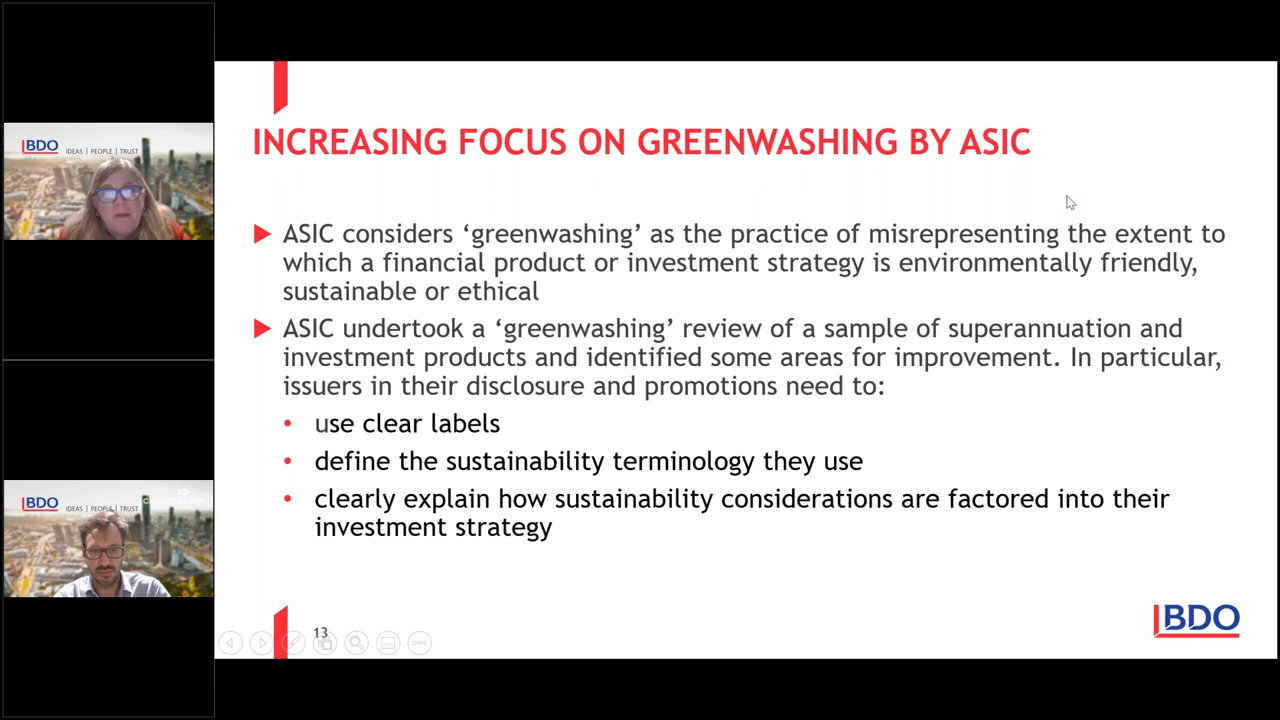 BDO
IDEAS | PEOPLE | TRUST
INCREASING FOCUS ON GREENWASHING BY ASIC
ASIC considers ‘greenwashing’ as the practice of misrepresenting the extent to
which a financial product or investment strategy is environmentally friendly,
sustainable or ethical
ASIC undertook a ‘greenwashing’ review of a sample of superannuation and
investment products and identified some areas for improvement. In particular,
issuers in their disclosure and promotions need to:
use clear labels
define the sustainability terminology they use
clearly explain how sustainability considerations are factored into their
investment strategy
BDO
IDEAS | PEOPLE | TRUST
13
BDO